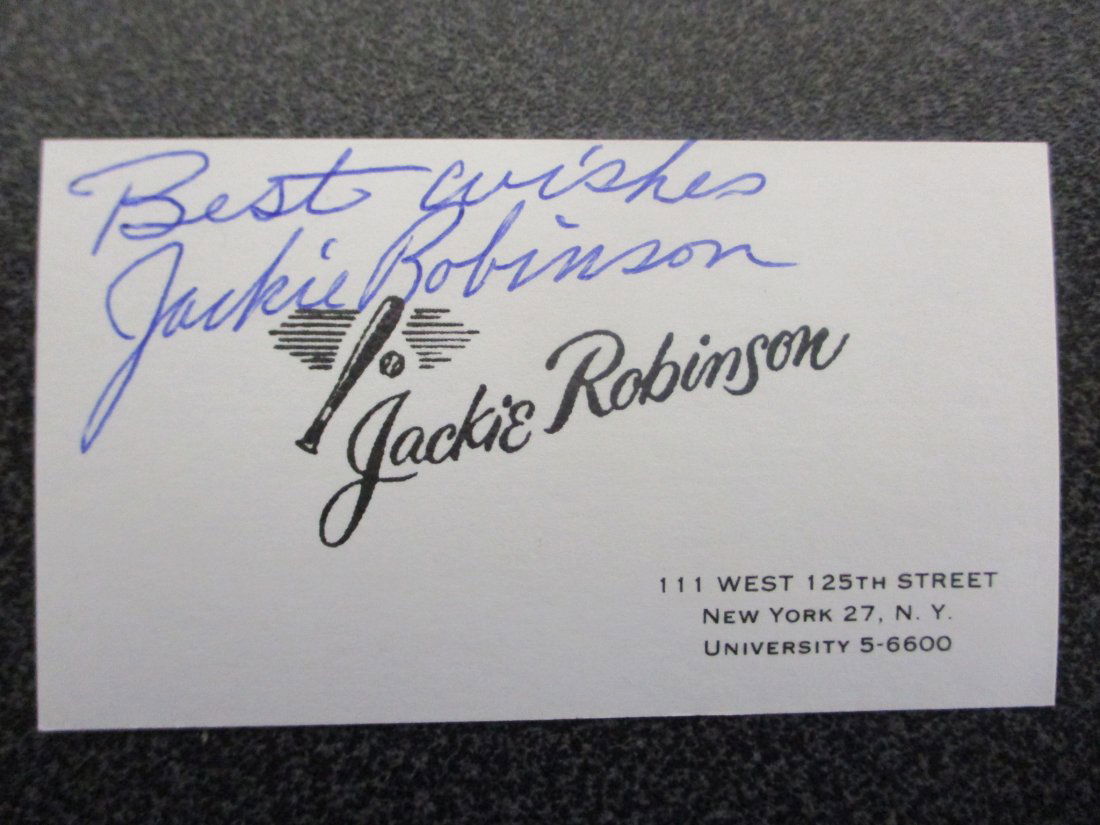 Best wishes
Jackie Robinson
Jackie Robinson
111 WEST 125TH STREET
NEW YORK 27, N. Y.
UNIVERSITY 5-6600